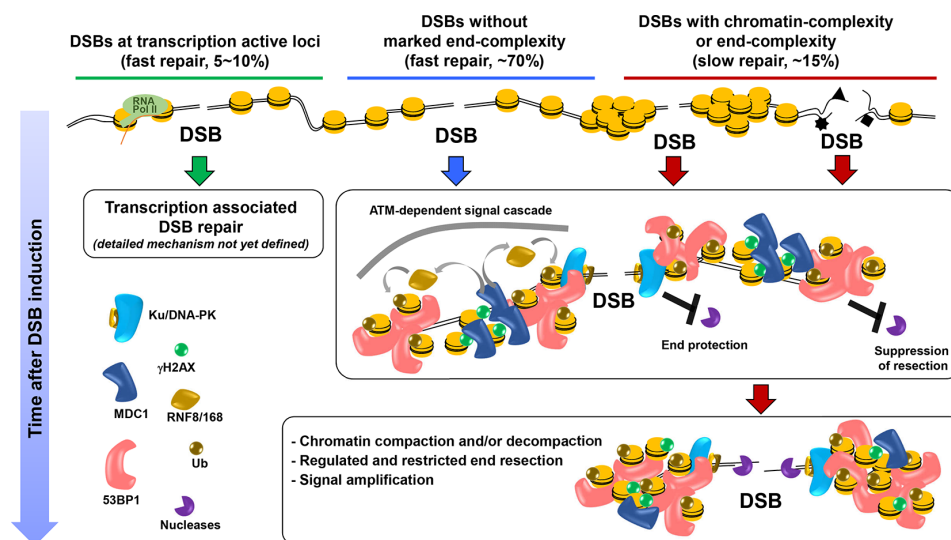 DSBs at transcription active loci
(fast repair, 5~10%)
DSBs without
marked end-complexity
(fast repair, ~70%)
DSBs with chromatin-complexity
or end-complexity
(slow repair, ~15%)
RNA
Pol II
DSB
DSB
DSB
DSB
Time after DSB induction
Transcription associated
DSB repair
(detailed mechanism not yet defined)
ATM-dependent signal cascade
DSB
End protection
Suppression
of resection
Ku/DNA-PK
γH2AX
MDC1
RNF8/168
Ub
53BP1
Nucleases
- Chromatin compaction and/or decompaction
- Regulated and restricted end resection
- Signal amplification
DSB